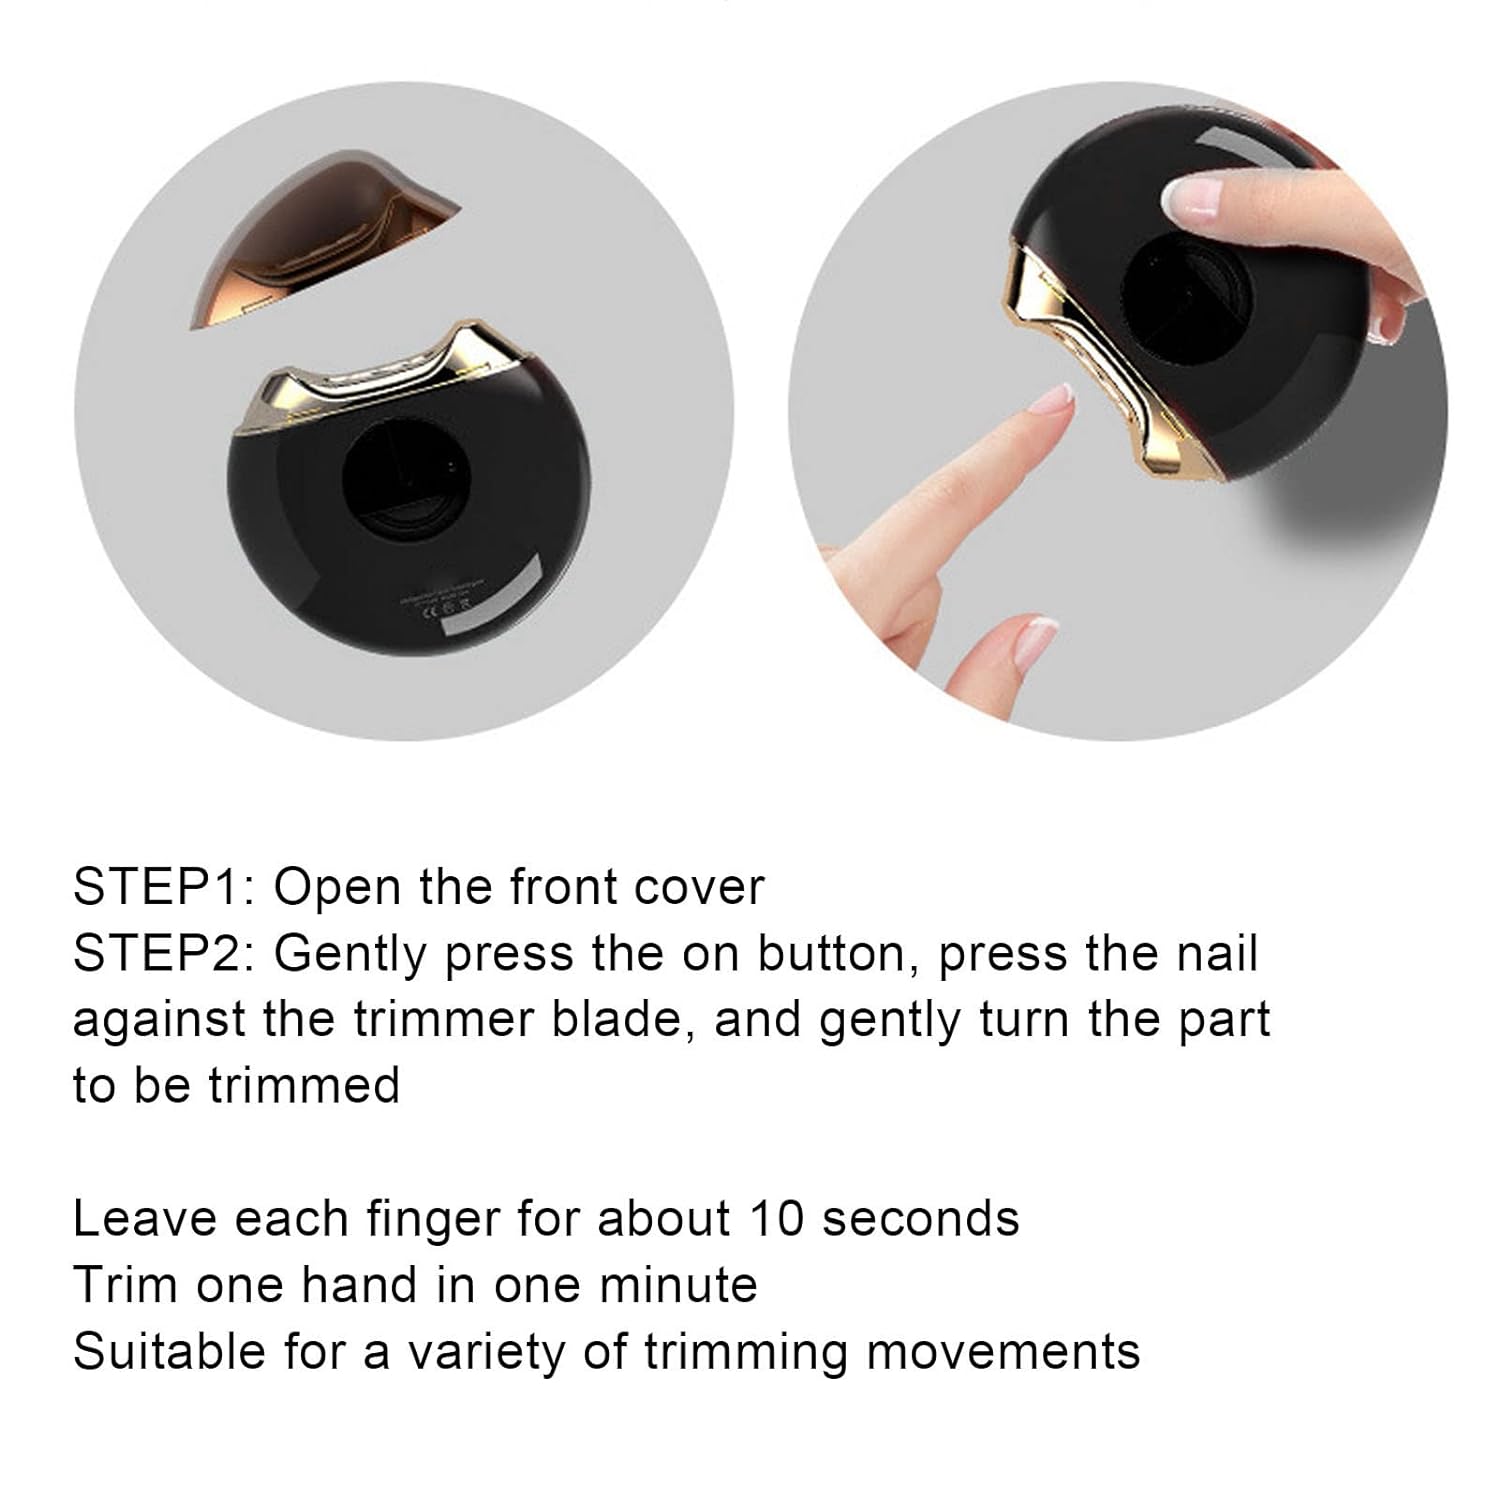 STEP1: Open the front cover
STEP2: Gently press the on button, press the nail
against the trimmer blade, and gently turn the part
to be trimmed
Leave each finger for about 10 seconds
Trim one hand in one minute
Suitable for a variety of trimming movements